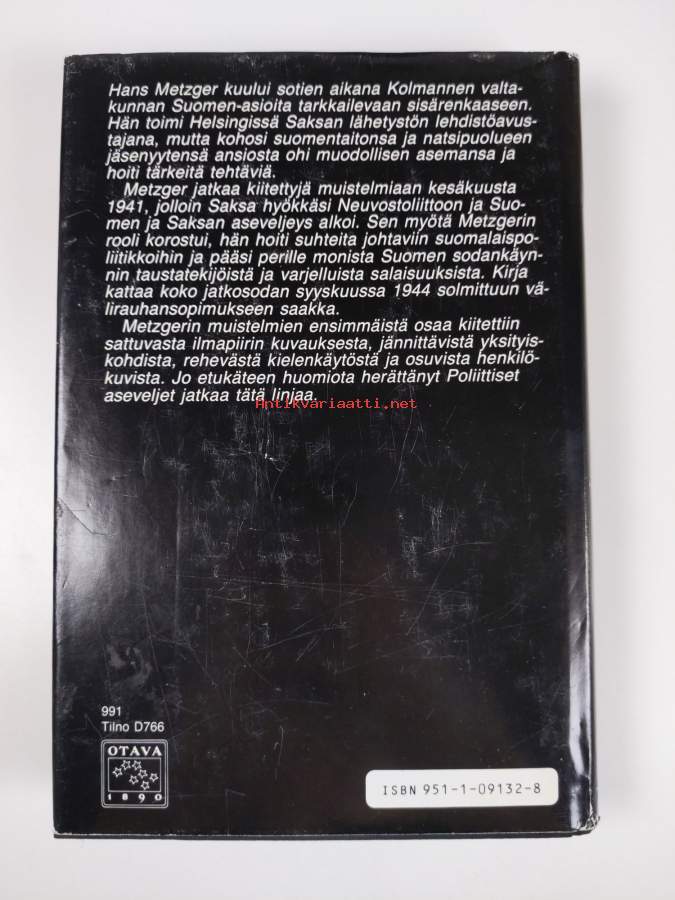 Hans Metzger kuului sotien aikana Kolmannen valta-
kunnan Suomen-asioita tarkkailevaan sisärenkaaseen.
Hän toimi Helsingissä Saksan lähetystön lehdistöavus-
tajana, mutta kohosi suomentaitonsa ja natsipuolueen
jäsenyytensä ansiosta ohi muodollisen asemansa ja
hoiti tärkeitä tehtäviä.
Metzger jatkaa kiitettyjä muistelmiaan kesäkuusta
1941, jolloin Saksa hyökkäsi Neuvostoliittoon ja Suo-
men ja Saksan aseveljeys alkoi. Sen myötä Metzgerin
rooli korostui, hän hoiti suhteita johtaviin suomalaispo-
liitikkoihin ja pääsi perille monista Suomen sodankäyn-
nin taustatekijöistä ja varjelluista salaisuuksista. Kirja
kattaa koko jatkosodan syyskuussa 1944 solmittuun vä-
lirauhansopimukseen saakka.
Metzgerin muistelmien ensimmäistä osaa kiitettiin
sattuvasta ilmapiirin kuvauksesta, jännittävistä yksityis-
kohdista, rehevästä kielenkäytöstä ja osuvista henkilö-
kuvista. Jo etukäteen huomiota herättänyt Poliittiset
aseveljet jatkaa tätä linjaa.
Antikvariaatti.net
991
Tilno D766
OTAVA
1890
ISBN 951-1-09132-8